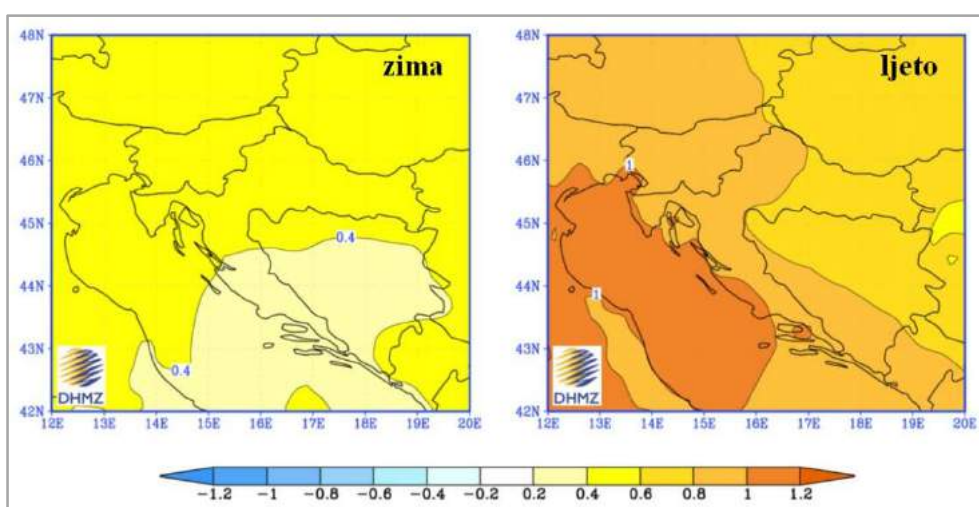 zima
48N
47N
46N
45N
44N
43N
42N
0.4
0.4
DHMZ
12E 13E 14E 15E 16E 17E 18E 19E 20E
ljeto
48N
47N
46N
45N
44N
43N
42N
1
1
DHMZ
12E 13E 14E 15E 16E 17E 18E 19E 20E
-1.2 -1 -0.8 -0.6 -0.4 -0.2 0.2 0.4 0.6 0.8 1 1.2